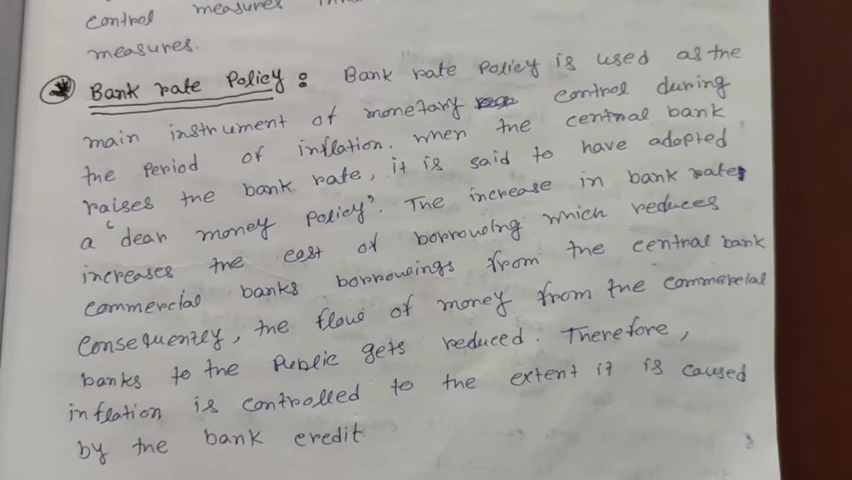 control measures
measures.
Bank rate Policy : Bank rate Policy is used as the
main instrument of monetary control during
the period of inflation. When the central bank
raises the bank rate, it is said to have adopted
a 'dear money policy'. The increase in bank rate
increases the cost of borrowing which reduces
commercial banks borrowings from the central bank
Consequently, the flow of money from the commercial
banks to the Public gets reduced. Therefore,
inflation is controlled to the extent it is caused
by the bank credit.